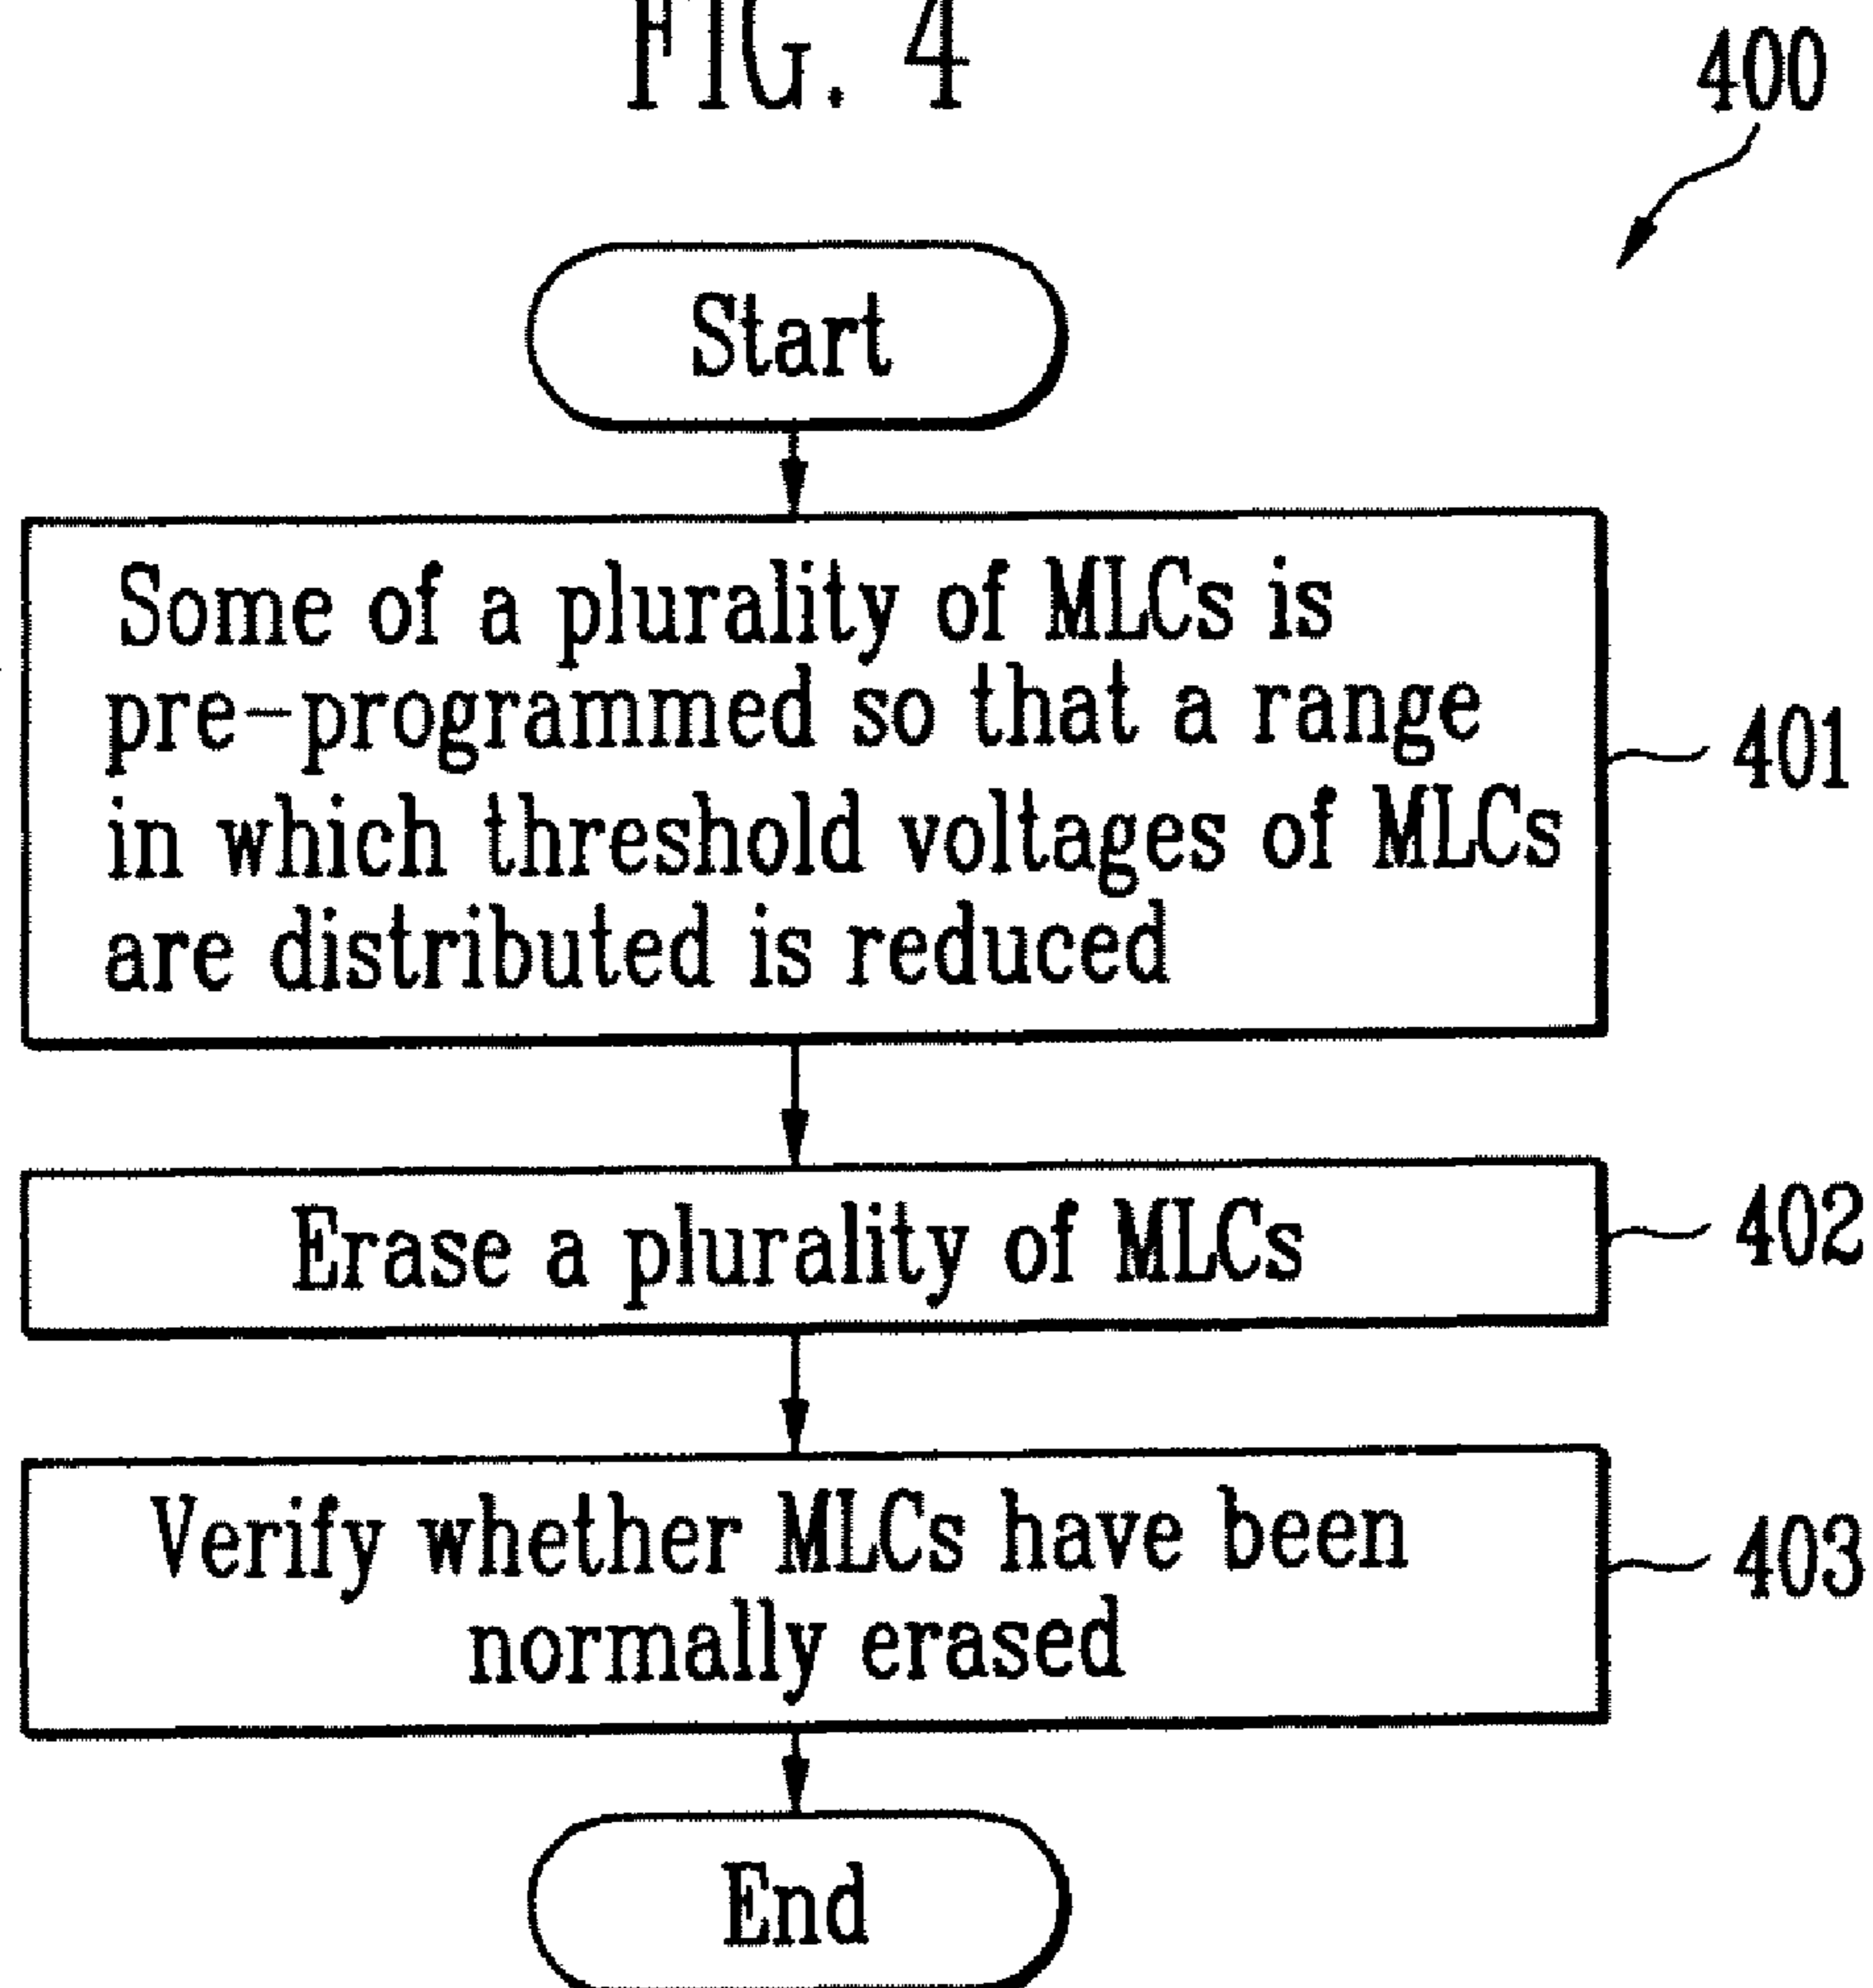 FIG. 4
400
Start
Some of a plurality of MLCs is
pre-programmed so that a range
in which threshold voltages of MLCs
are distributed is reduced
401
Erase a plurality of MLCs
402
Verify whether MLCs have been
normally erased
403
End